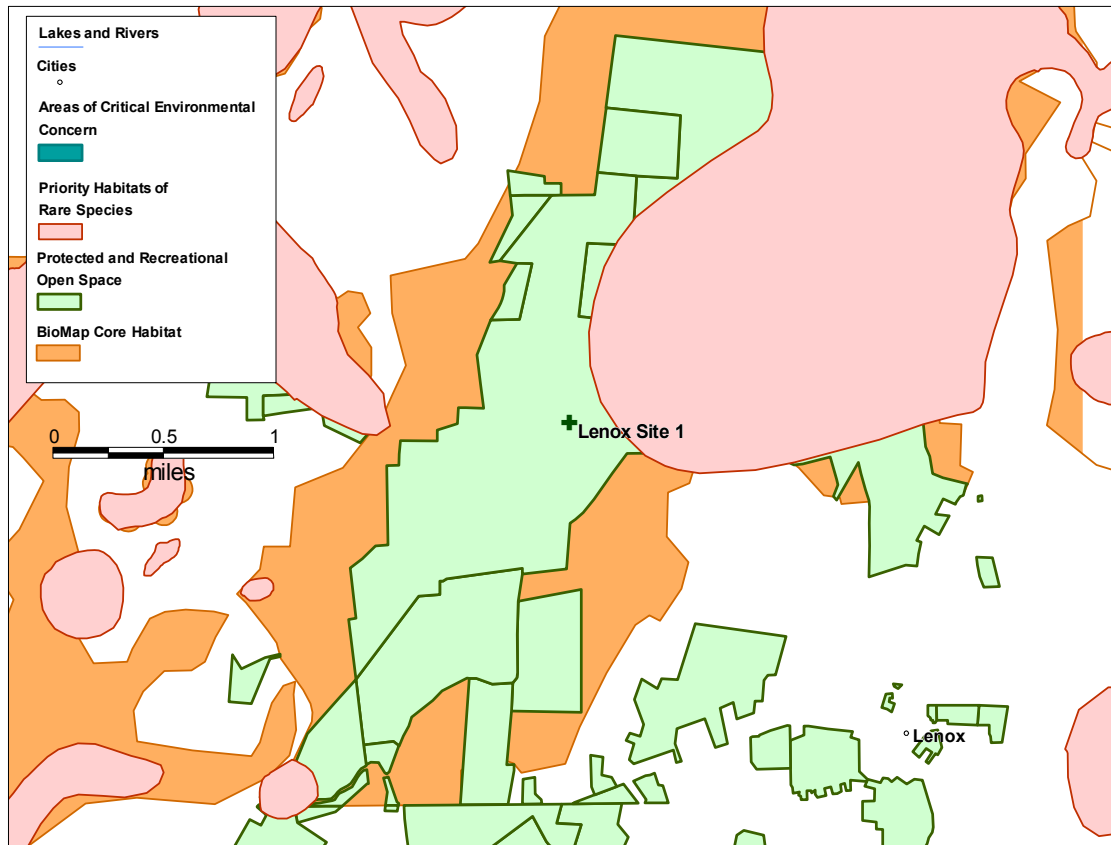 Lakes and Rivers
Cities
Areas of Critical Environmental
Concern
Priority Habitats of
Rare Species
Protected and Recreational
Open Space
BioMap Core Habitat
0 0.5 1
miles
Lenox Site 1
Lenox